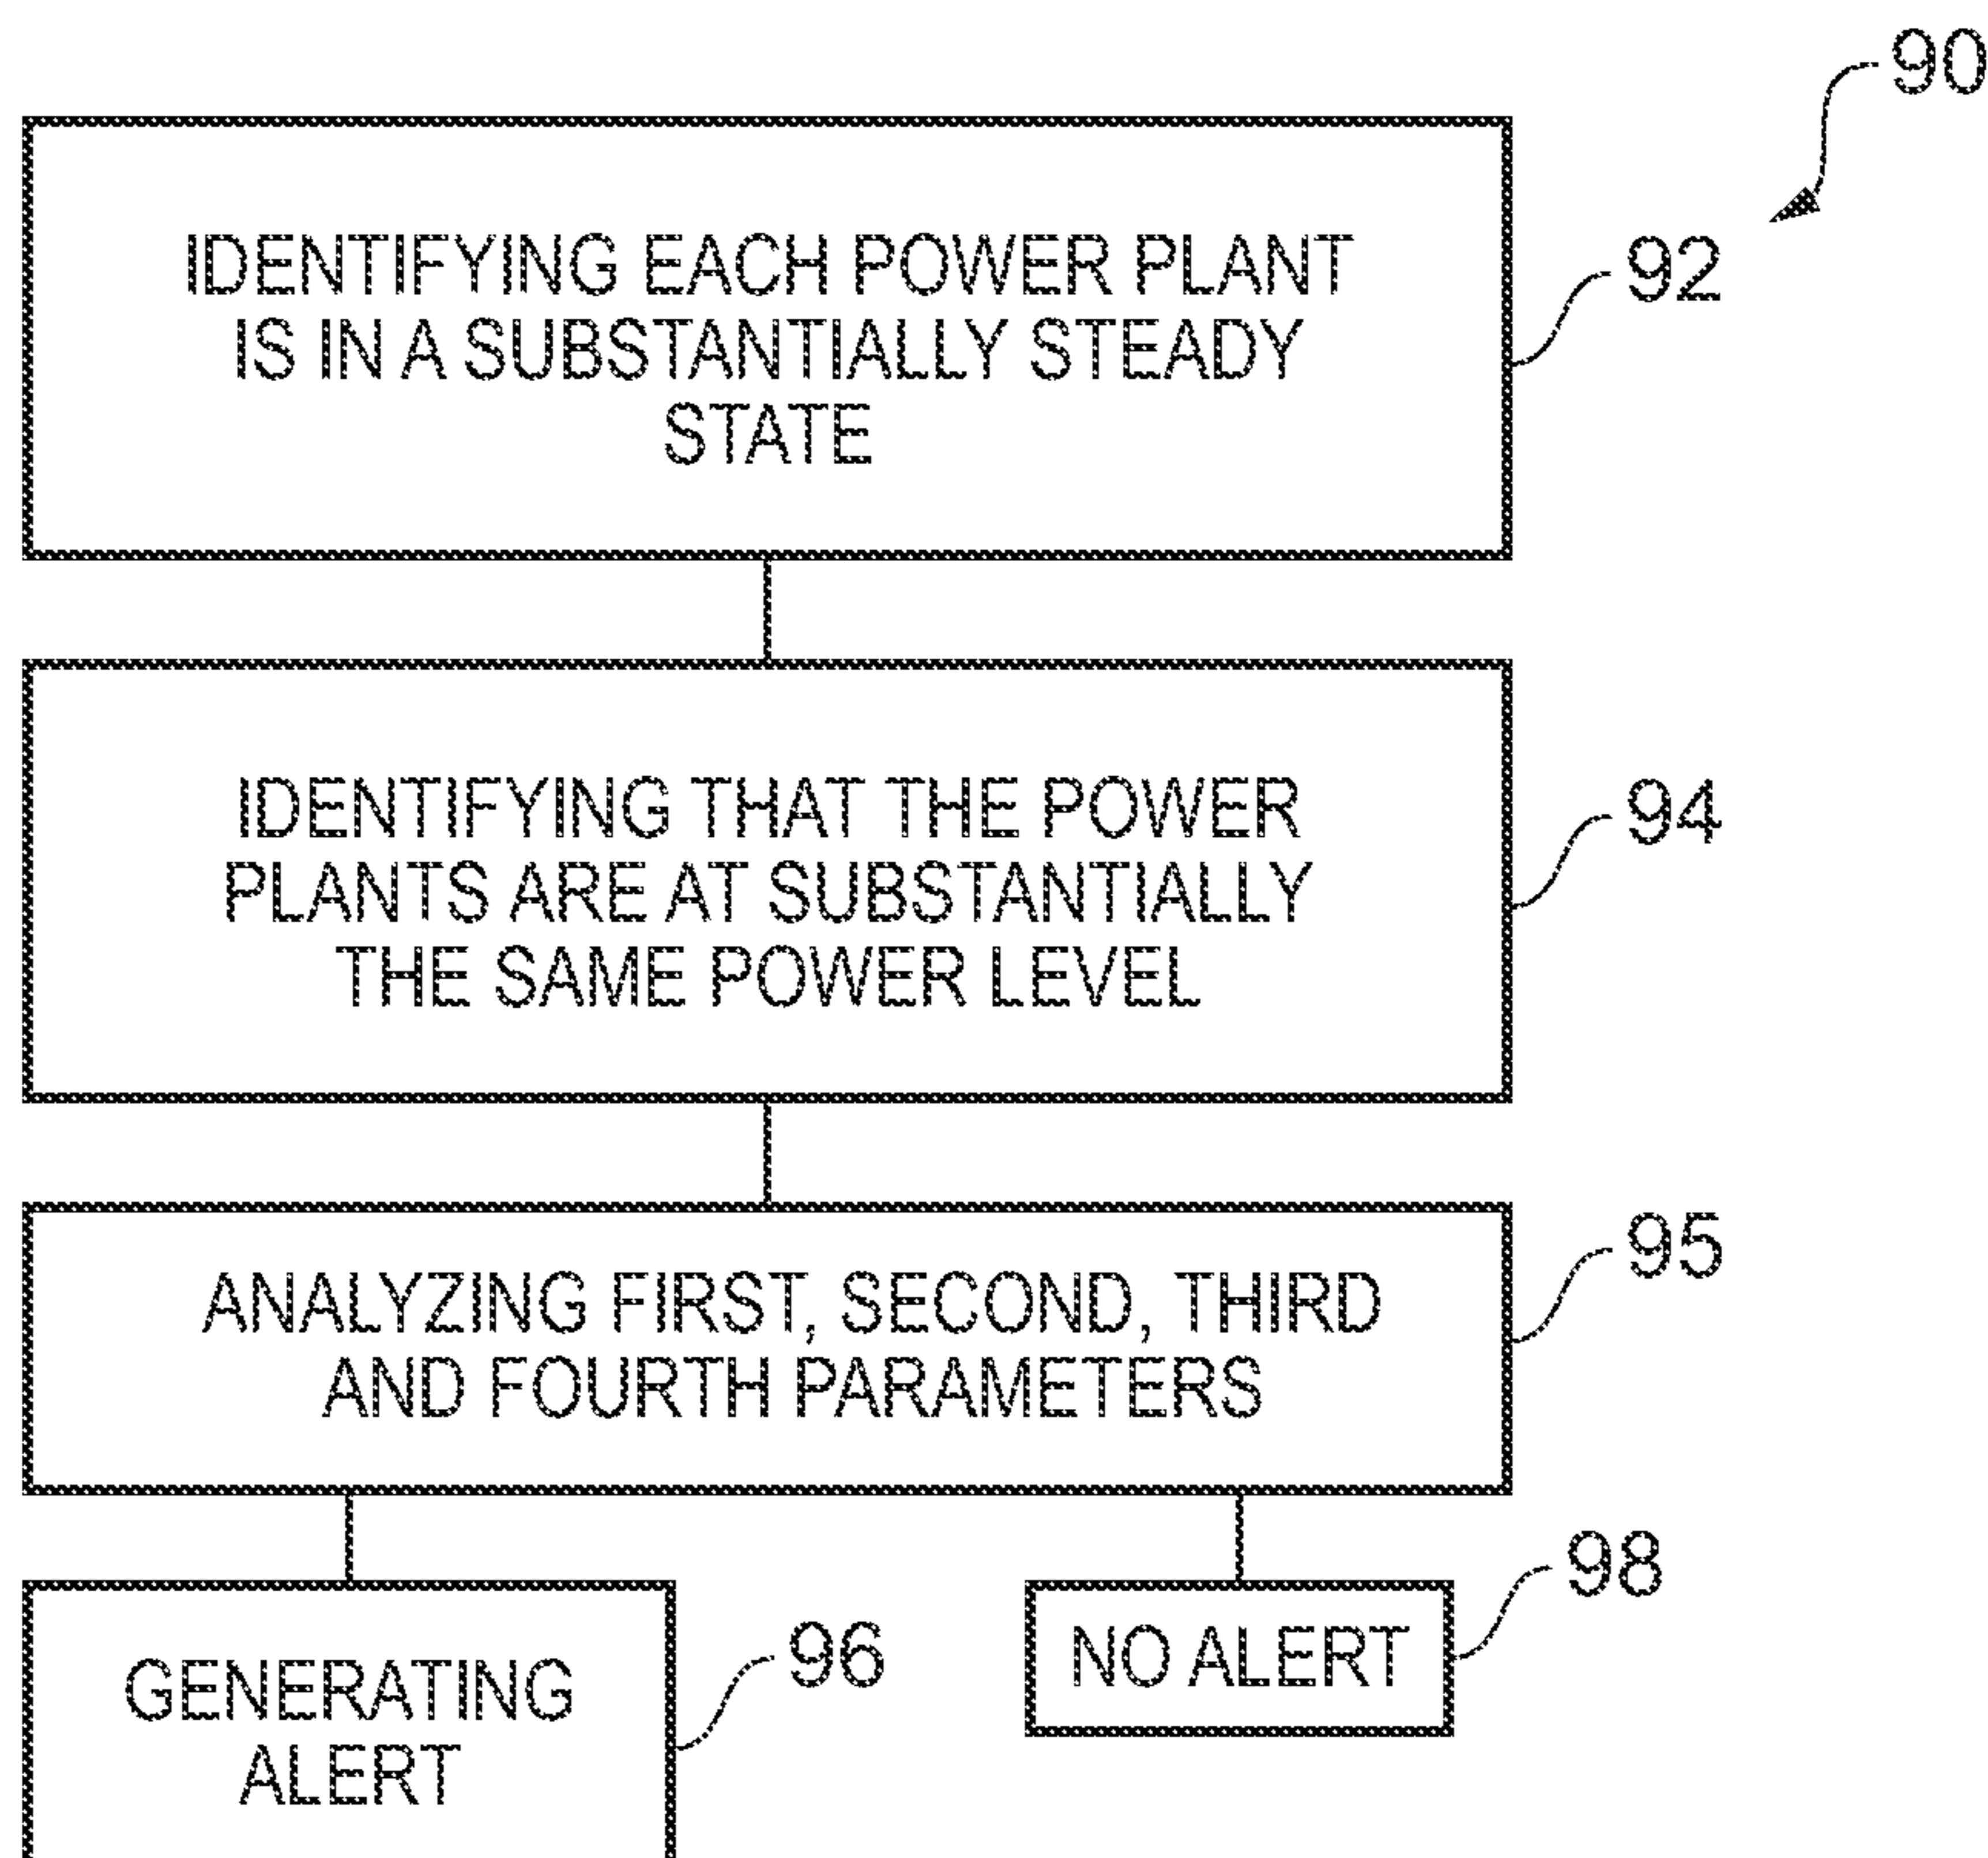 90
IDENTIFYING EACH POWER PLANT
IS IN A SUBSTANTIALLY STEADY
STATE
92
IDENTIFYING THAT THE POWER
PLANTS ARE AT SUBSTANTIALLY
THE SAME POWER LEVEL
94
ANALYZING FIRST, SECOND, THIRD
AND FOURTH PARAMETERS
95
GENERATING
ALERT
96
NO ALERT
98